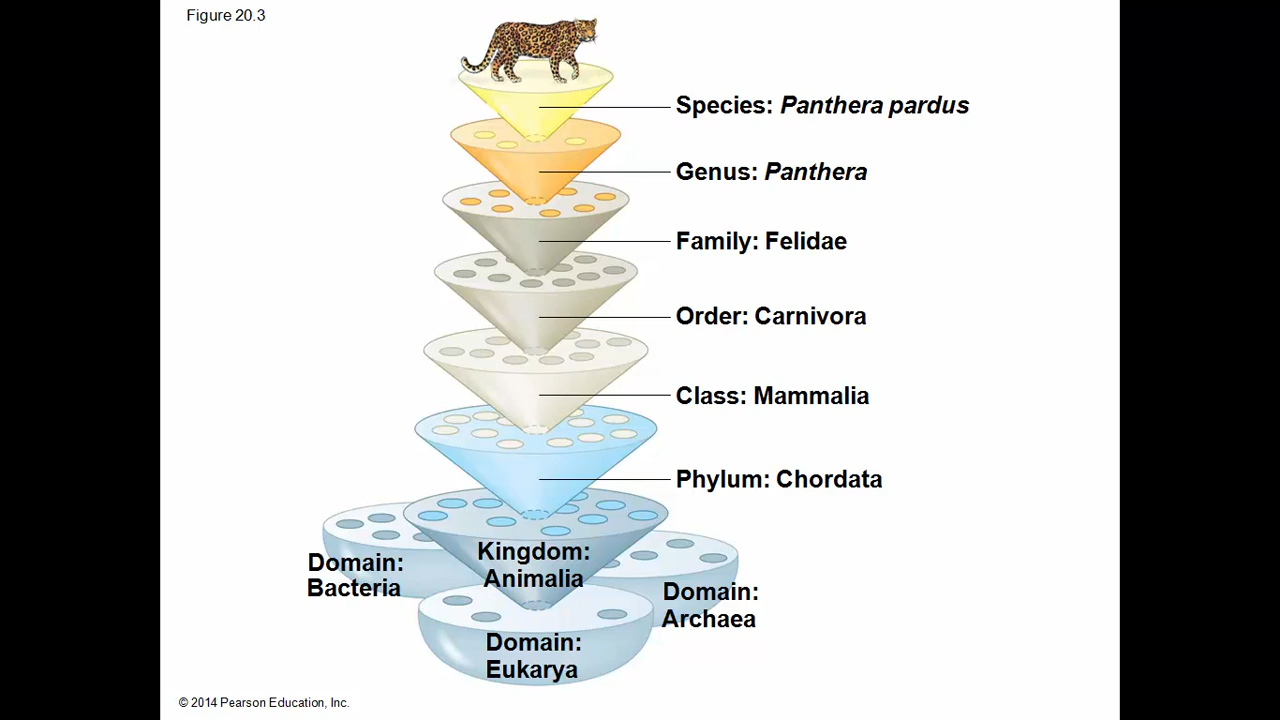 Figure 20.3
Species: Panthera pardus
Genus: Panthera
Family: Felidae
Order: Carnivora
Class: Mammalia
Phylum: Chordata
Kingdom:
Animalia
Domain:
Bacteria
Domain:
Archaea
Domain:
Eukarya
© 2014 Pearson Education, Inc.